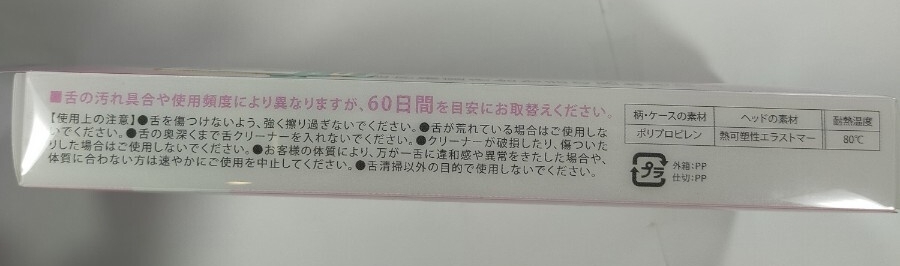 ■舌の汚れ具合や使用頻度により異なりますが、60日間を目安にお取替えください。
【使用上の注意】●舌を傷つけないよう、強く擦り過ぎないでください。●舌が荒れている場合はご使用しな
いでください。●舌の奥深くまで舌クリーナーを入れないでください。●クリーナーが破損したり、傷ついた
りした場合はご使用しないでください。●お客様の体質により、万が一舌に違和感や異常をきたした場合や、
体質に合わない方は速やかにご使用を中止してください。●舌清掃以外の目的で使用しないでください。
柄・ケースの素材 ヘッドの素材 耐熱温度
ポリプロピレン 熱可塑性エラストマー 80℃
プラ
外箱:PP
仕切:PP